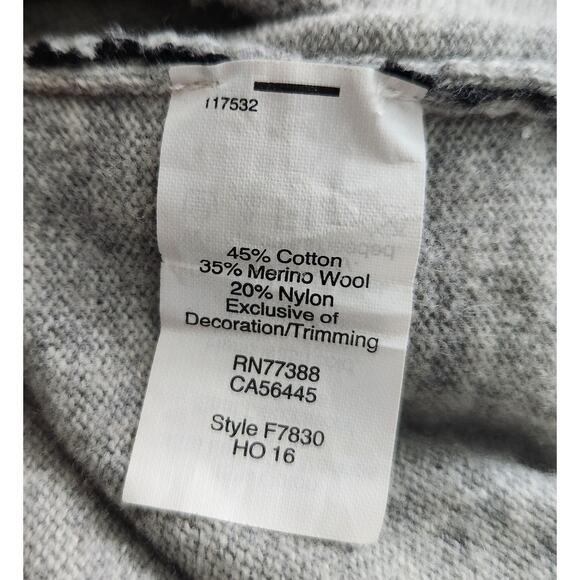 117532
45% Cotton
35% Merino Wool
20% Nylon
Exclusive of
Decoration/Trimming
RN77388
CA56445
Style F7830
HO 16